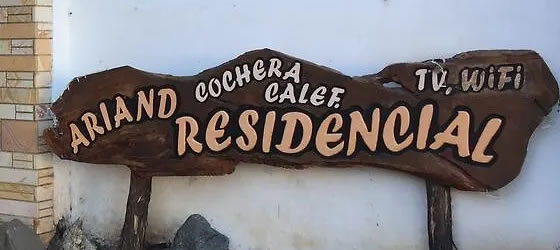 ARIAND
COCHERA
CALEF.
TV, WiFi
RESIDENCIAL